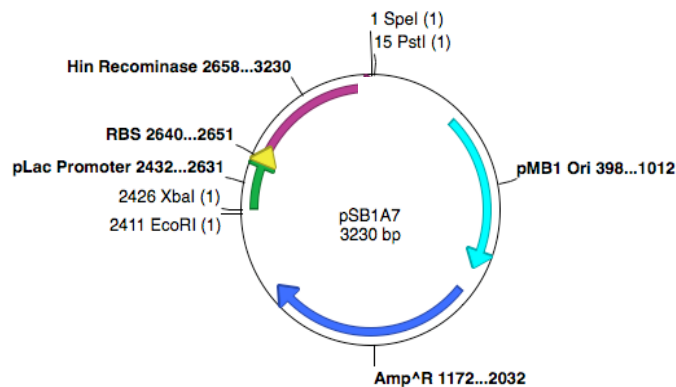 1 SpeI (1)
15 PstI (1)
Hin Recominase 2658...3230
RBS 2640...2651
pLac Promoter 2432...2631
pMB1 Ori 398...1012
2426 XbaI (1)
2411 EcoRI (1)
pSB1A7
3230 bp
Amp^R 1172...2032